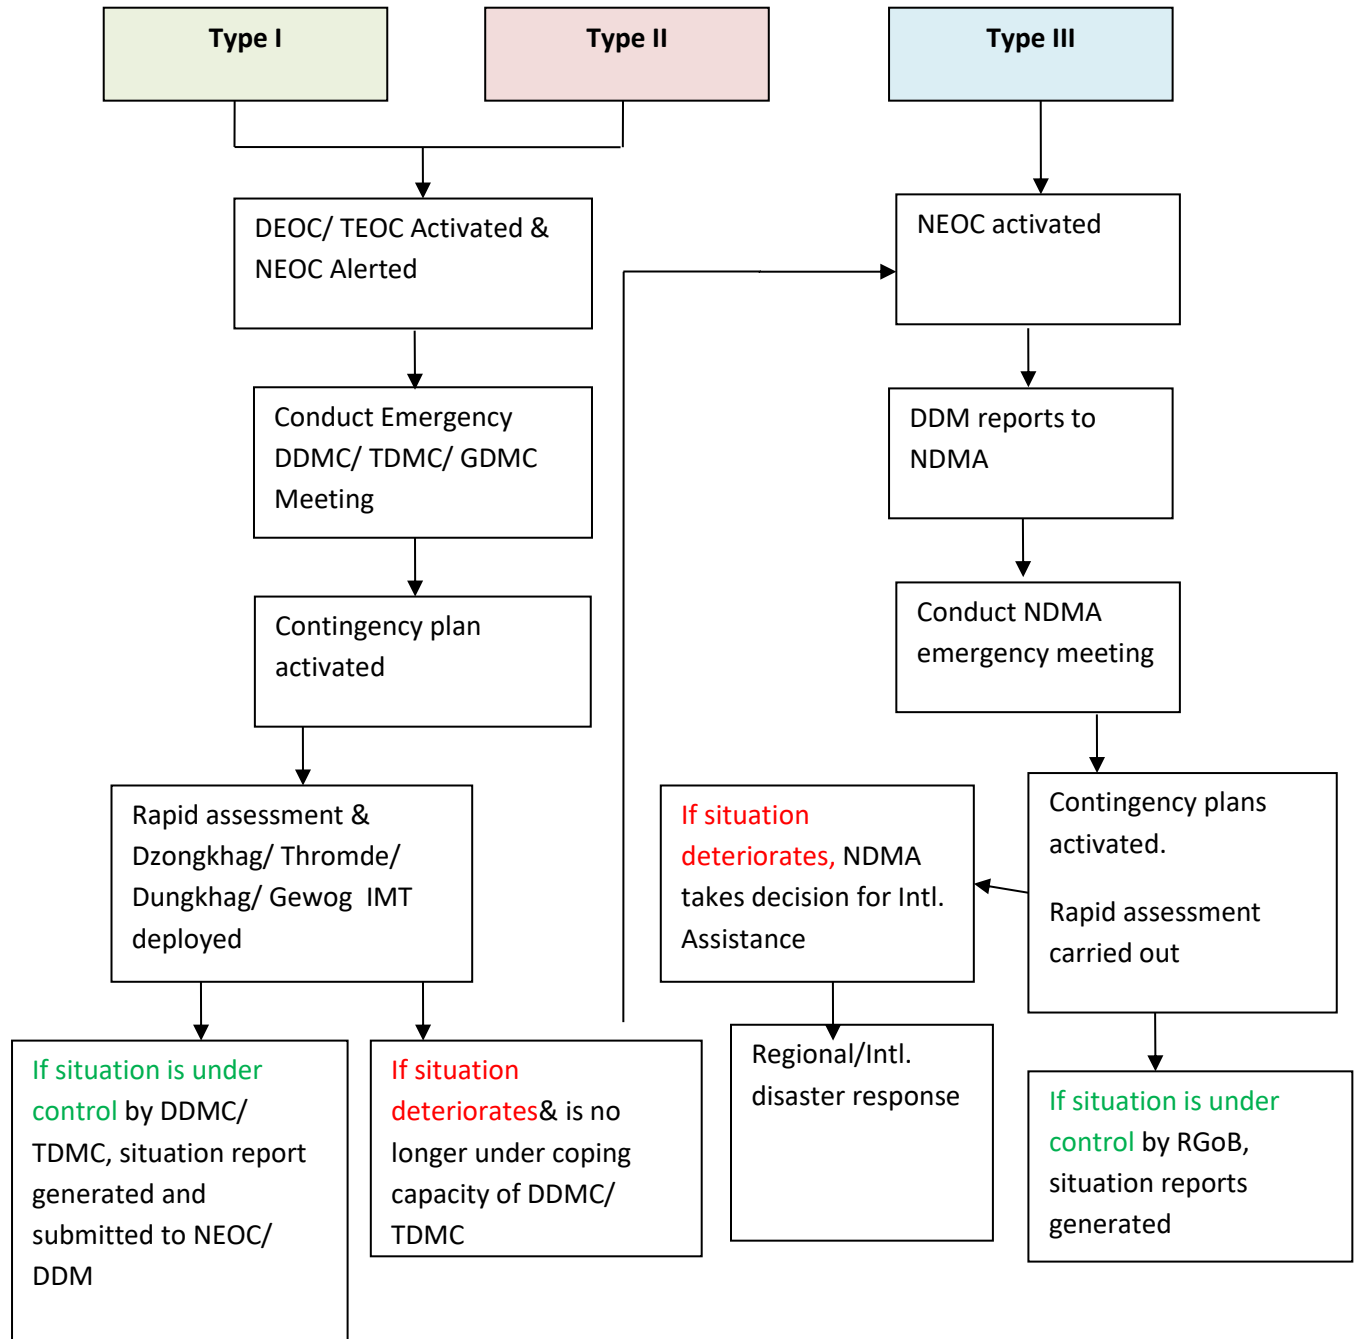 Type I
Type II
Type III
DEOC/ TEOC Activated &
NEOC Alerted
NEOC activated
Conduct Emergency
DDMC/ TDMC/ GDMC
Meeting
DDM reports to
NDMA
Contingency plan
activated
Conduct NDMA
emergency meeting
Rapid assessment &
Dzongkhag/ Thromde/
Dungkhag/ Gewog  IMT
deployed
If situation
deteriorates, NDMA
takes decision for Intl.
Assistance
Contingency plans
activated.
Rapid assessment
carried out
If situation is under
control by DDMC/
TDMC, situation report
generated and
submitted to NEOC/
DDM
If situation
deteriorates& is no
longer under coping
capacity of DDMC/
TDMC
Regional/Intl.
disaster response
If situation is under
control by RGoB,
situation reports
generated